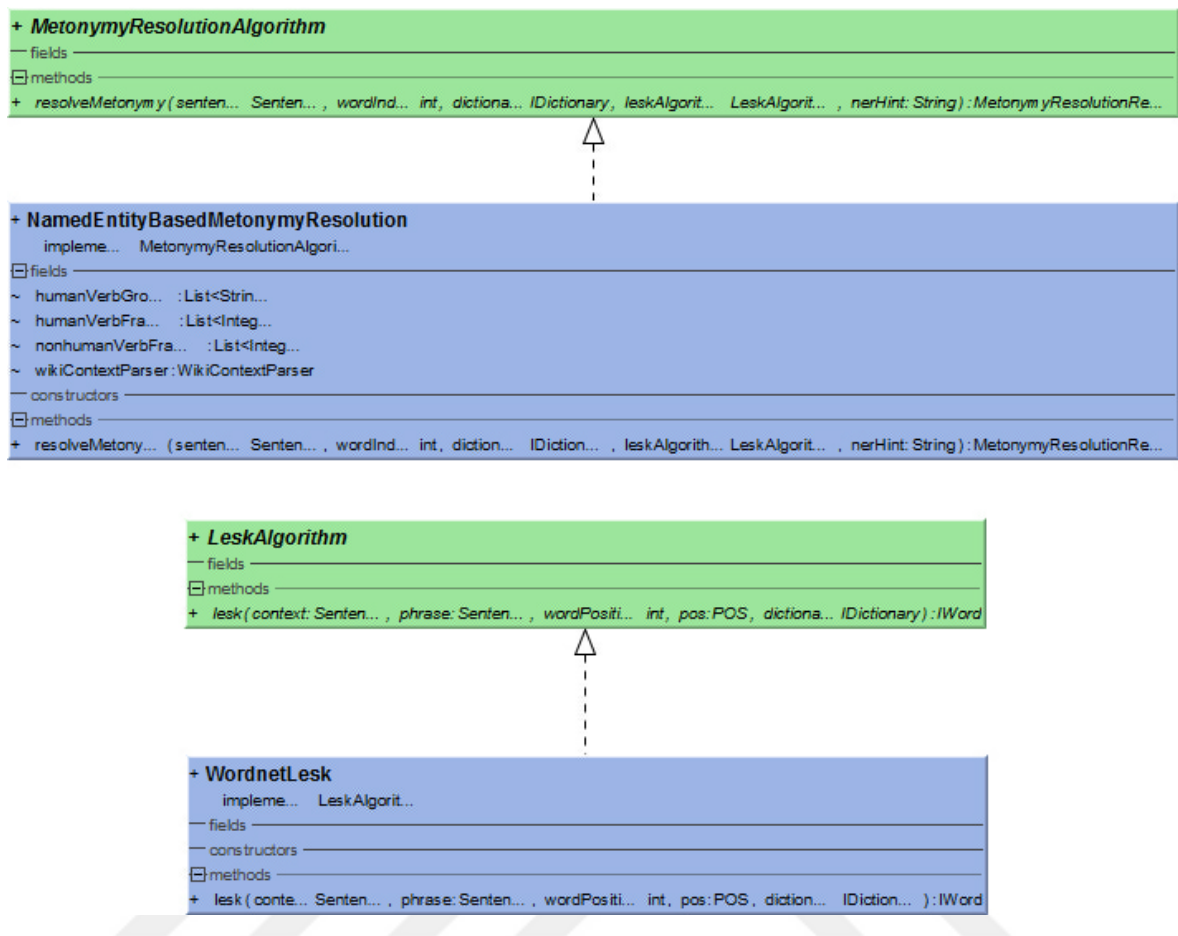 + MetonymyResolutionAlgorithm
fields
methods
+ resolveMetonymy(senten... Senten... , wordInd... int, dictiona... IDictionary, leskAlgorit... LeskAlgorit... , nerHint: String) : MetonymyResolutionRe...
+ NamedEntityBasedMetonymyResolution
impleme... MetonymyResolutionAlgori...
fields
~ humanVerbGro... : List<Strin...
~ humanVerbFra... : List<Integ...
~ nonhumanVerbFra... : List<Integ...
~ wikiContextParser : WikiContextParser
constructors
methods
+ resolveMetony... (senten... Senten... , wordInd... int, diction... IDiction... , leskAlgorith... LeskAlgorit... , nerHint: String) : MetonymyResolutionRe...
+ LeskAlgorithm
fields
methods
+ lesk(context: Senten... , phrase: Senten... , wordPositi... int, pos: POS, dictiona... IDictionary) : IWord
+ WordnetLesk
impleme... LeskAlgorit...
fields
constructors
methods
+ lesk (conte... Senten... , phrase: Senten... , wordPositi... int, pos: POS, diction... IDiction... ) : IWord